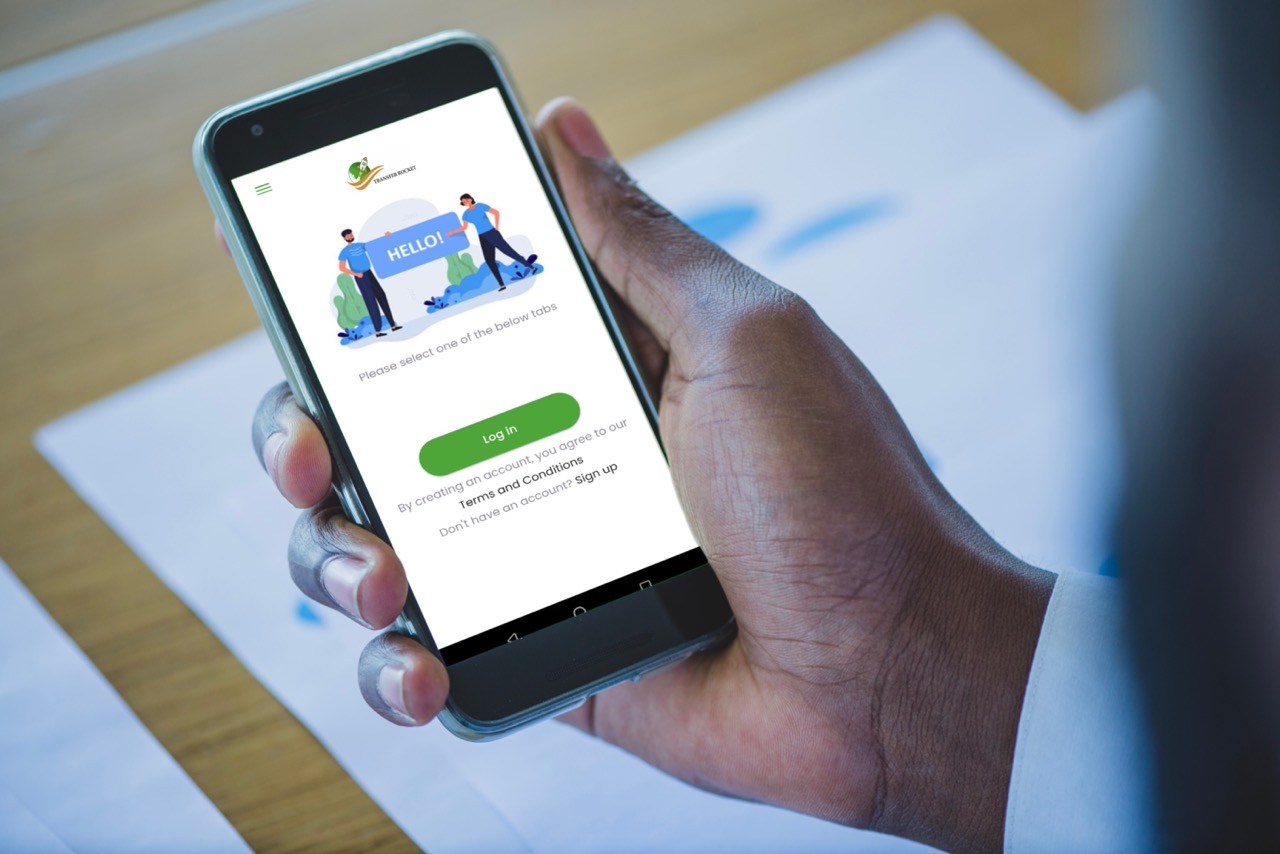 TRANSFER ROCKET
HELLO!
Please select one of the below tabs
Log in
By creating an account, you agree to our
Terms and Conditions
Don't have an account? Sign up